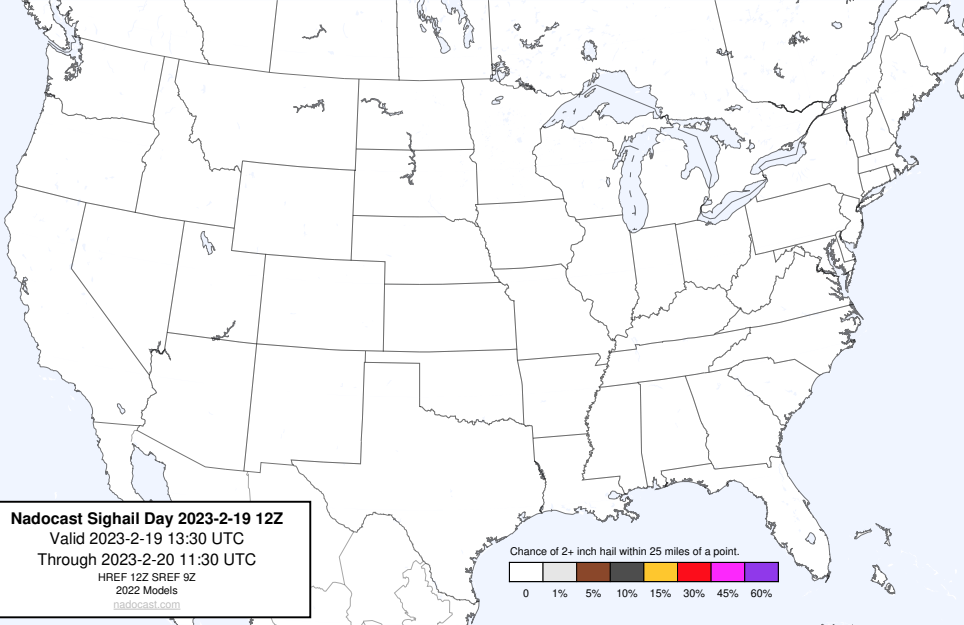 Nadocast Sighail Day 2023-2-19 12Z
Valid 2023-2-19 13:30 UTC
Through 2023-2-20 11:30 UTC
HREF 12Z SREF 9Z
2022 Models
nadocast.com
Chance of 2+ inch hail within 25 miles of a point.
0 1% 5% 10% 15% 30% 45% 60%